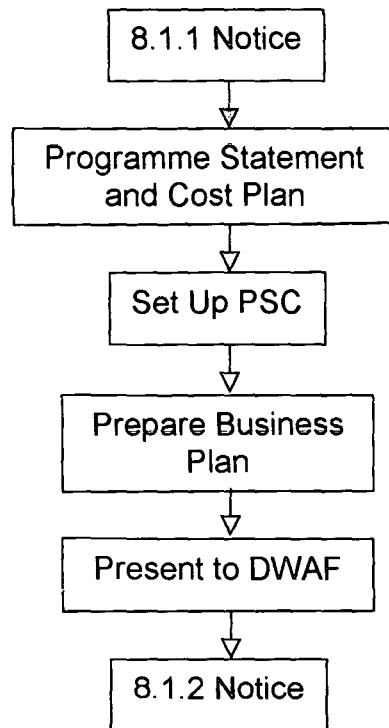 8.1.1 Notice
Programme Statement
and Cost Plan
Set Up PSC
Prepare Business
Plan
Present to DWAF
8.1.2 Notice